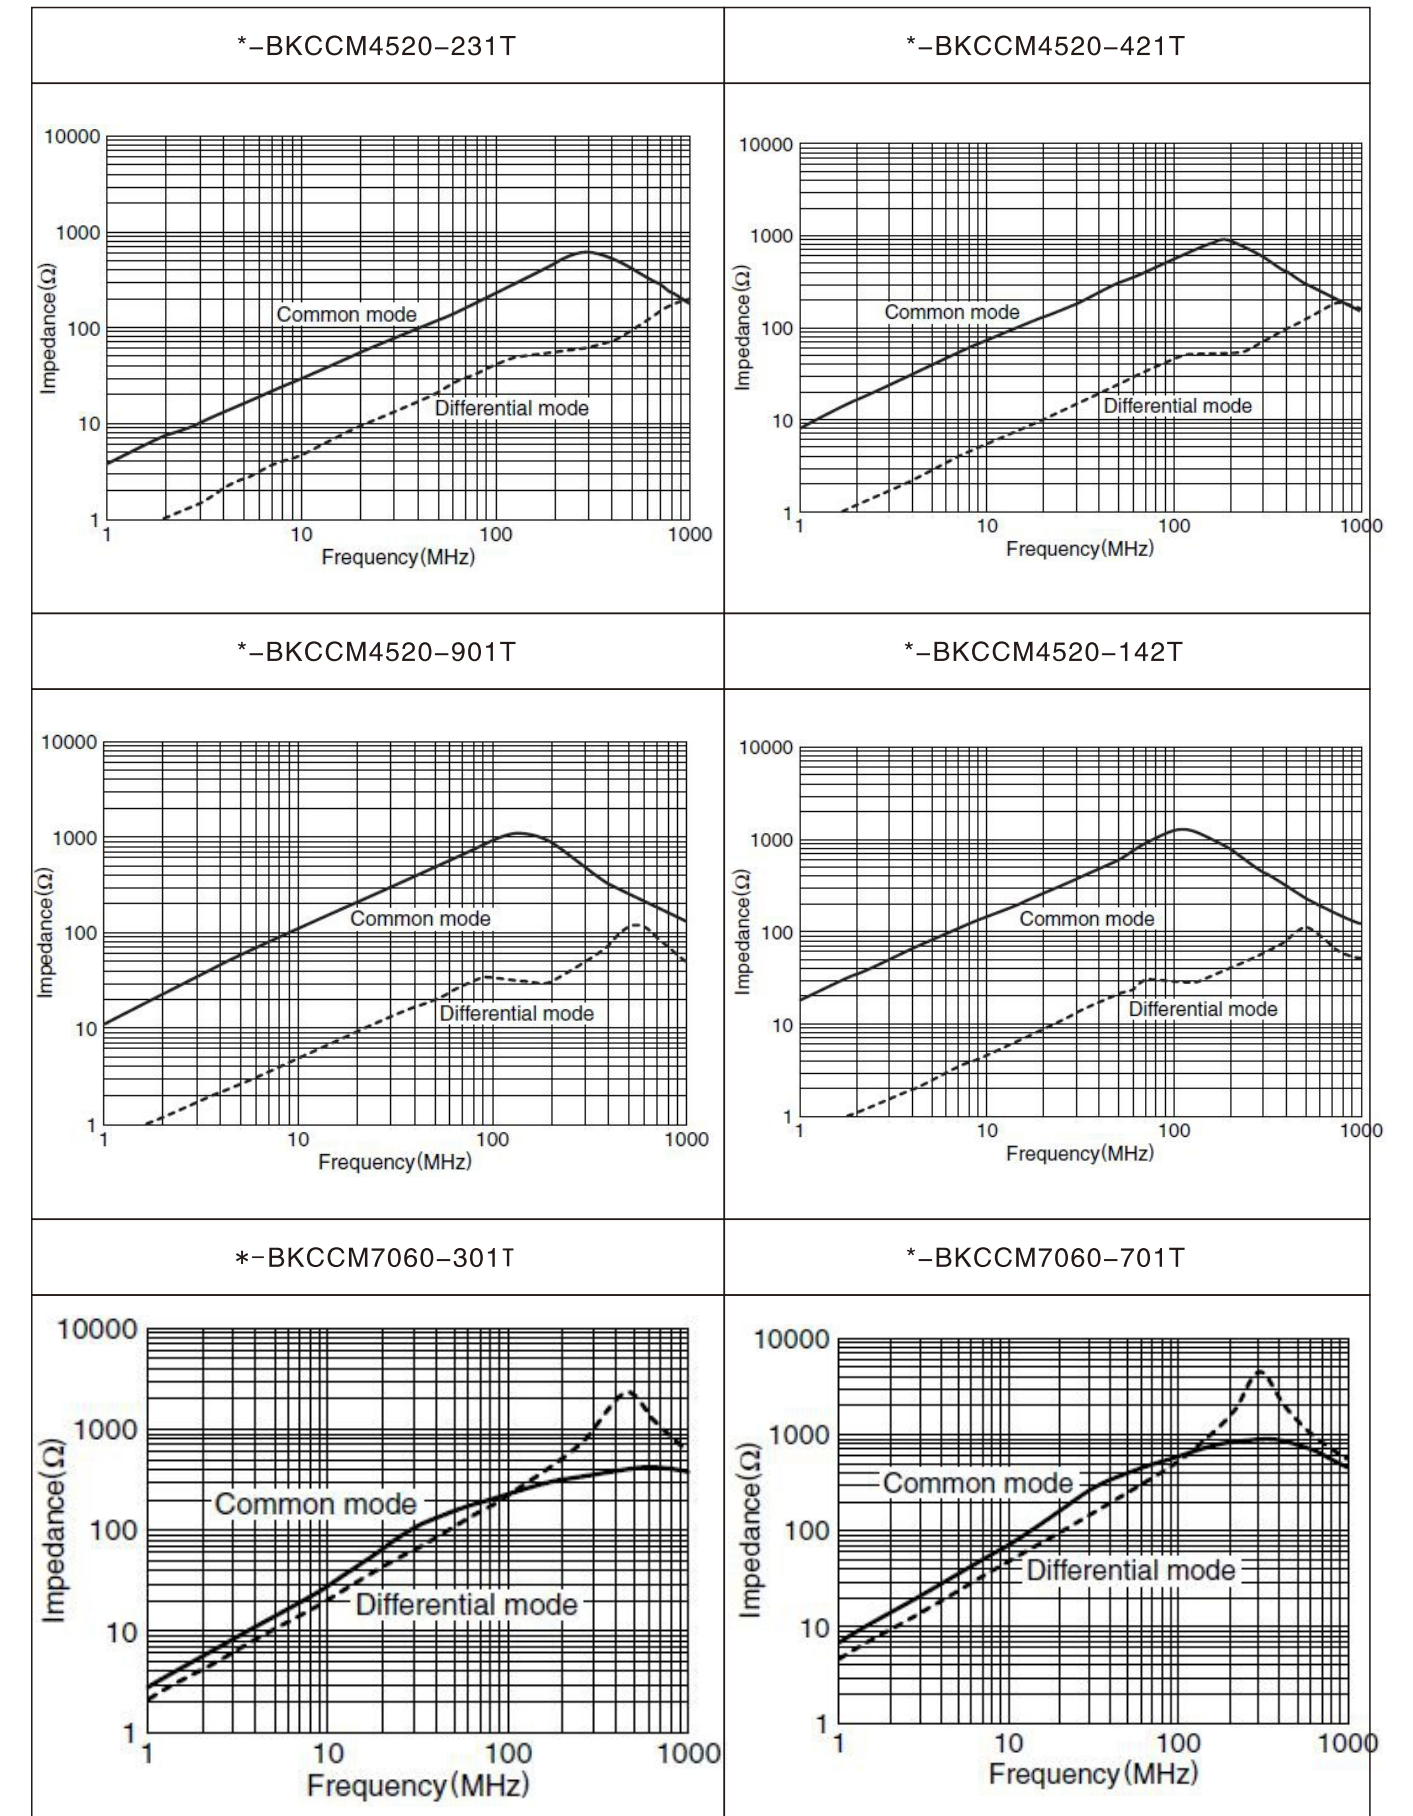 *–BKCCM4520–231T
*–BKCCM4520–421T
10000
1000
100
10
1
Impedance(Ω)
Common mode
Differential mode
1 10 100 1000
Frequency(MHz)
10000
1000
100
10
1
Impedance(Ω)
Common mode
Differential mode
1 10 100 1000
Frequency(MHz)
*–BKCCM4520–901T
*–BKCCM4520–142T
10000
1000
100
10
1
Impedance(Ω)
Common mode
Differential mode
1 10 100 1000
Frequency(MHz)
10000
1000
100
10
1
Impedance(Ω)
Common mode
Differential mode
1 10 100 1000
Frequency(MHz)
*–BKCCM7060–301T
*–BKCCM7060–701T
10000
1000
100
10
1
Impedance(Ω)
Common mode
Differential mode
1 10 100 1000
Frequency(MHz)
10000
1000
100
10
1
Impedance(Ω)
Common mode
Differential mode
1 10 100 1000
Frequency(MHz)